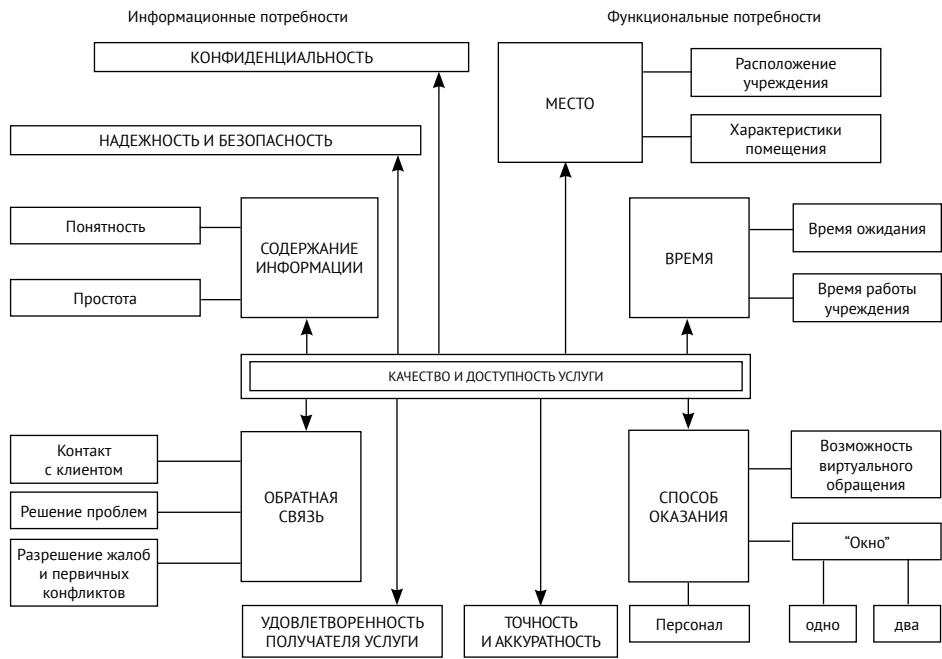 Информационные потребности
Функциональные потребности
КОНФИДЕНЦИАЛЬНОСТЬ
МЕСТО
Расположение
учреждения
Характеристики
помещения
НАДЕЖНОСТЬ И БЕЗОПАСНОСТЬ
Понятность
Простота
СОДЕРЖАНИЕ
ИНФОРМАЦИИ
ВРЕМЯ
Время ожидания
Время работы
учреждения
КАЧЕСТВО И ДОСТУПНОСТЬ УСЛУГИ
Контакт
с клиентом
Решение проблем
Разрешение жалоб
и первичных
конфликтов
ОБРАТНАЯ
СВЯЗЬ
СПОСОБ
ОКАЗАНИЯ
Возможность
виртуального
обращения
“Окно”
УДОВЛЕТВОРЕННОСТЬ
ПОЛУЧАТЕЛЯ УСЛУГИ
ТОЧНОСТЬ
И АККУРАТНОСТЬ
Персонал
одно
два